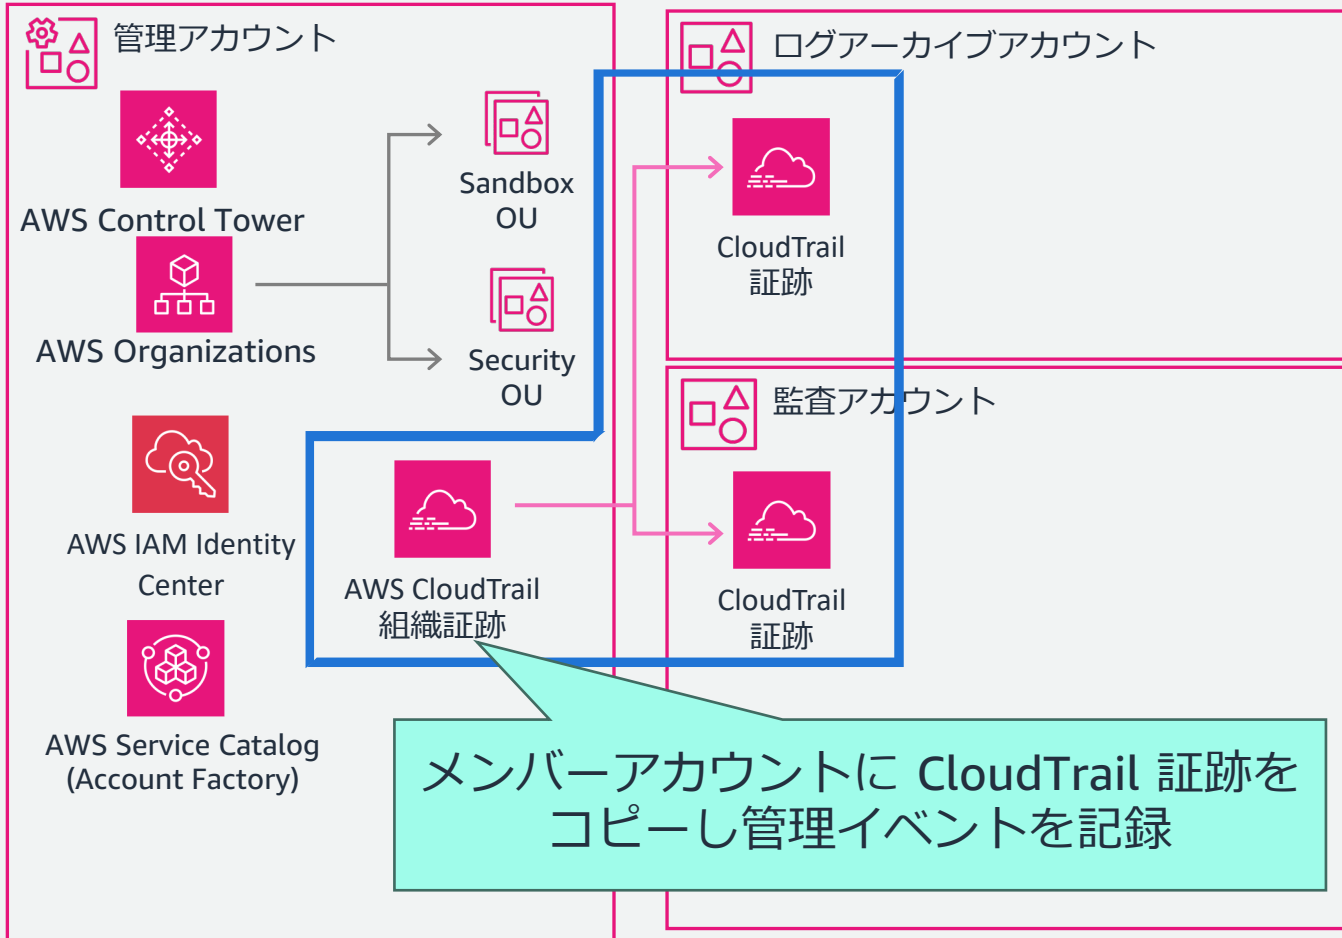 管理アカウント
AWS Control Tower
AWS Organizations
Sandbox
OU
Security
OU
AWS IAM Identity
Center
AWS CloudTrail
組織証跡
AWS Service Catalog
(Account Factory)
ログアーカイブアカウント
CloudTrail
証跡
監査アカウント
CloudTrail
証跡
メンバーアカウントに CloudTrail 証跡を
コピーし管理イベントを記録